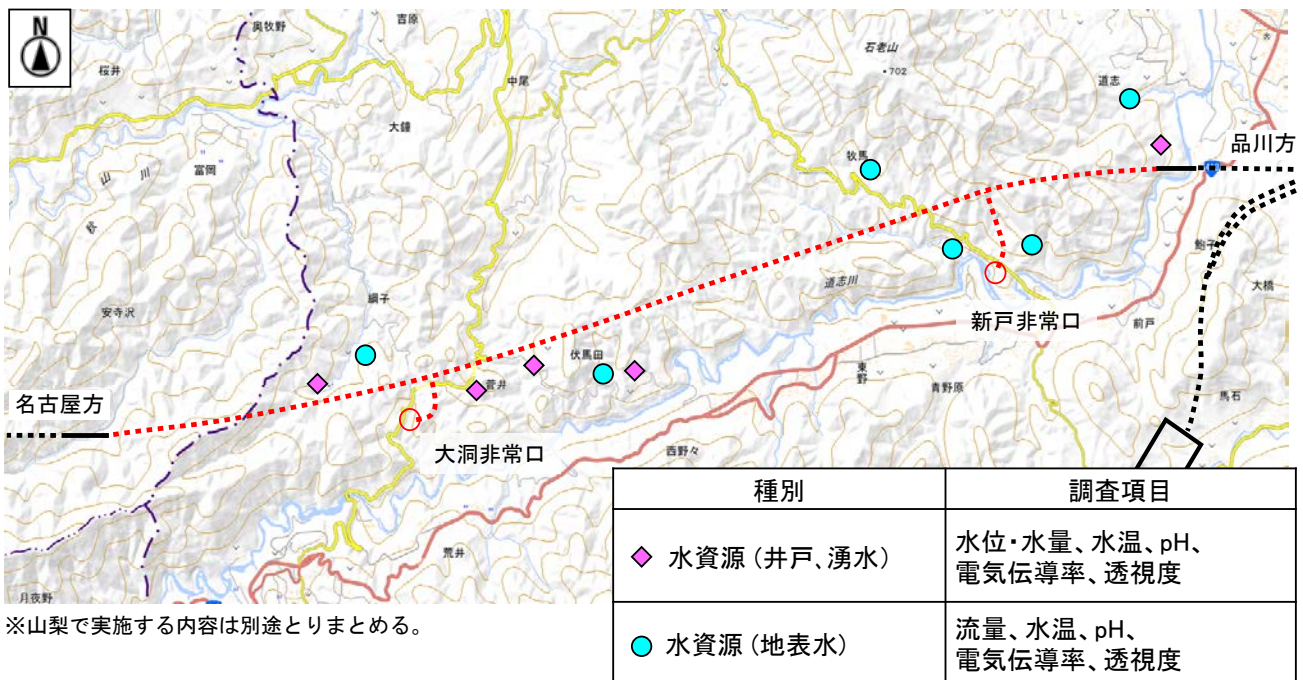 N
奥牧野
吉原
石老山
・702
道志
桜井
中尾
大鐘
品川方
牧馬
富岡
秋山川
鮑子
大橋
綱子
道志川
安寺沢
新戸非常口
前戸
伏馬田
東野
青野原
菅井
馬石
名古屋方
大洞非常口
西野々
荒井
月夜野
種別
調査項目
水資源(井戸、湧水)
水位・水量、水温、pH、
電気伝導率、透視度
水資源(地表水)
流量、水温、pH、
電気伝導率、透視度
※山梨で実施する内容は別途とりまとめる。